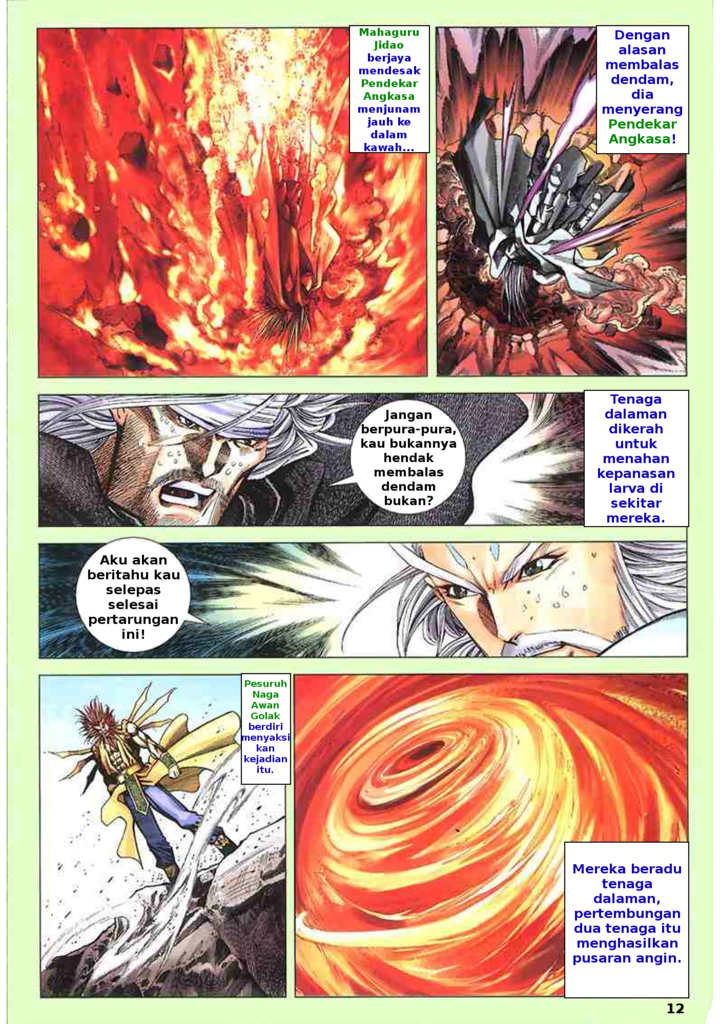 Mahaguru
Jidao
berjaya
mendesak
Pendekar
Angkasa
menjunam
jauh ke
dalam
kawah...
Dengan
alasan
membalas
dendam,
dia
menyerang
Pendekar
Angkasa!
Jangan
berpura-pura,
kau bukannya
hendak
membalas
dendam
bukan?
Tenaga
dalaman
dikerah
untuk
menahan
kepanasan
larva di
sekitar
mereka.
Aku akan
beritahu kau
selepas
selesai
pertarungan
ini!
Pesuruh
Naga
Awan
Golak
berdiri
menyaksi
kan
kejadian
itu.
Mereka beradu
tenaga
dalaman,
pertembungan
dua tenaga itu
menghasilkan
pusaran angin.
12